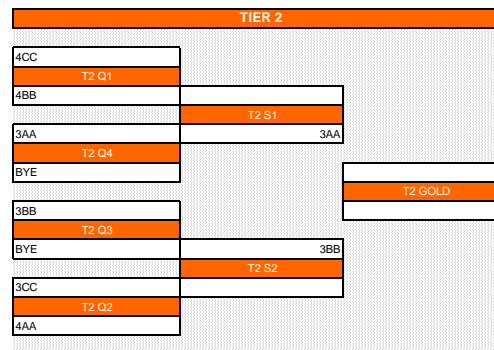 TIER 2
4CC
T2 Q1
4BB
T2 S1
3AA
3AA
T2 Q4
BYE
T2 GOLD
3BB
T2 Q3
BYE
3BB
T2 S2
3CC
T2 Q2
4AA